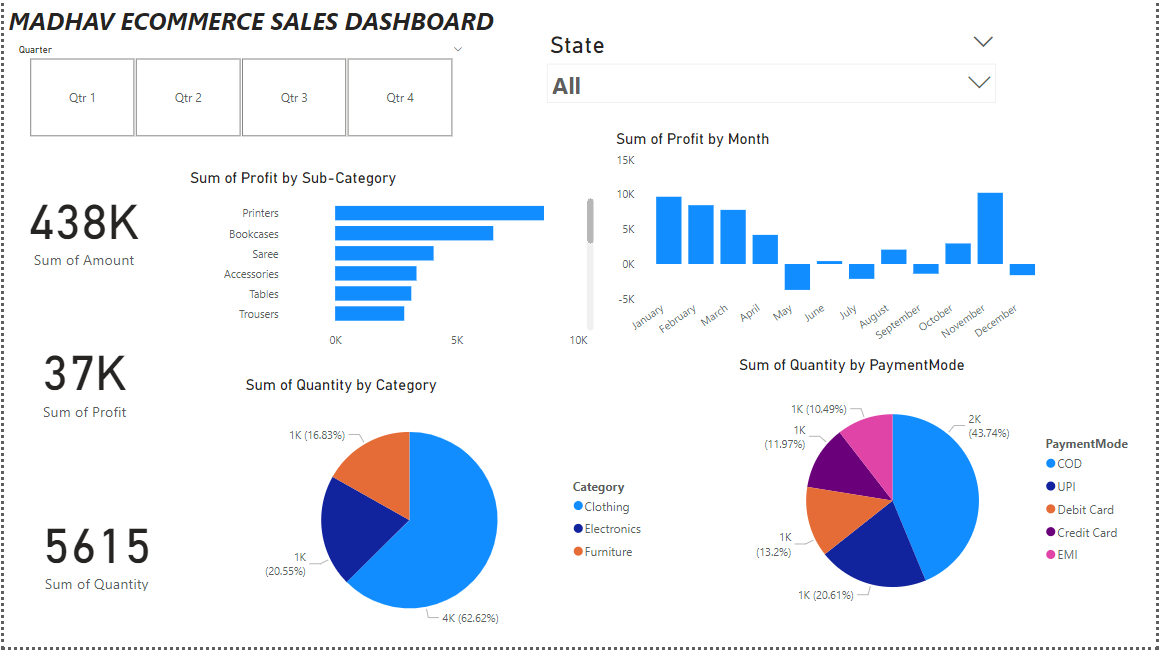 MADHAV ECOMMERCE SALES DASHBOARD
Quarter
Qtr 1
Qtr 2
Qtr 3
Qtr 4
State
All
438K
Sum of Amount
37K
Sum of Profit
5615
Sum of Quantity
Sum of Profit by Sub-Category
Printers
Bookcases
Saree
Accessories
Tables
Trousers
0K
5K
10K
Sum of Profit by Month
15K
10K
5K
0K
-5K
January
February
March
April
May
June
July
August
September
October
November
December
Sum of Quantity by Category
1K (16.83%)
1K
(20.55%)
4K (62.62%)
Category
Clothing
Electronics
Furniture
Sum of Quantity by PaymentMode
1K (10.49%)
1K
(11.97%)
1K
(13.2%)
1K (20.61%)
2K
(43.74%)
PaymentMode
COD
UPI
Debit Card
Credit Card
EMI